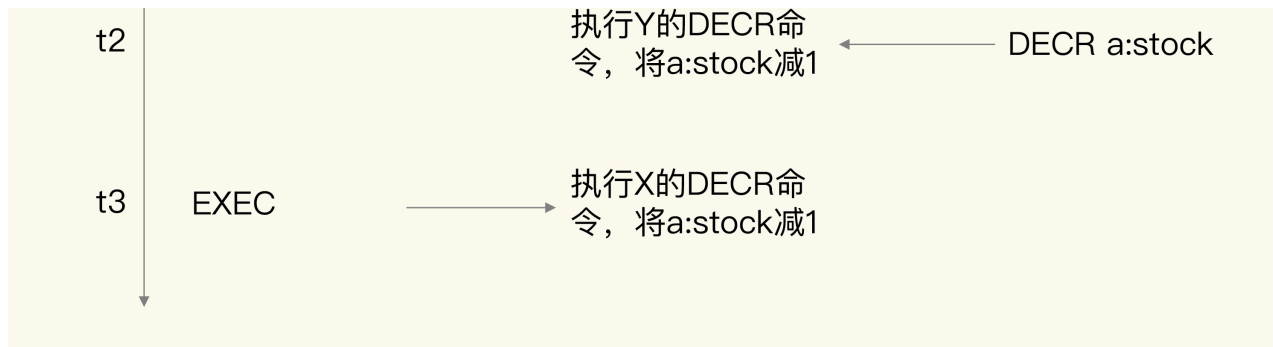 t2
执行Y的DECR命
令，将a:stock减1
DECR a:stock
t3
EXEC
执行X的DECR命
令，将a:stock减1